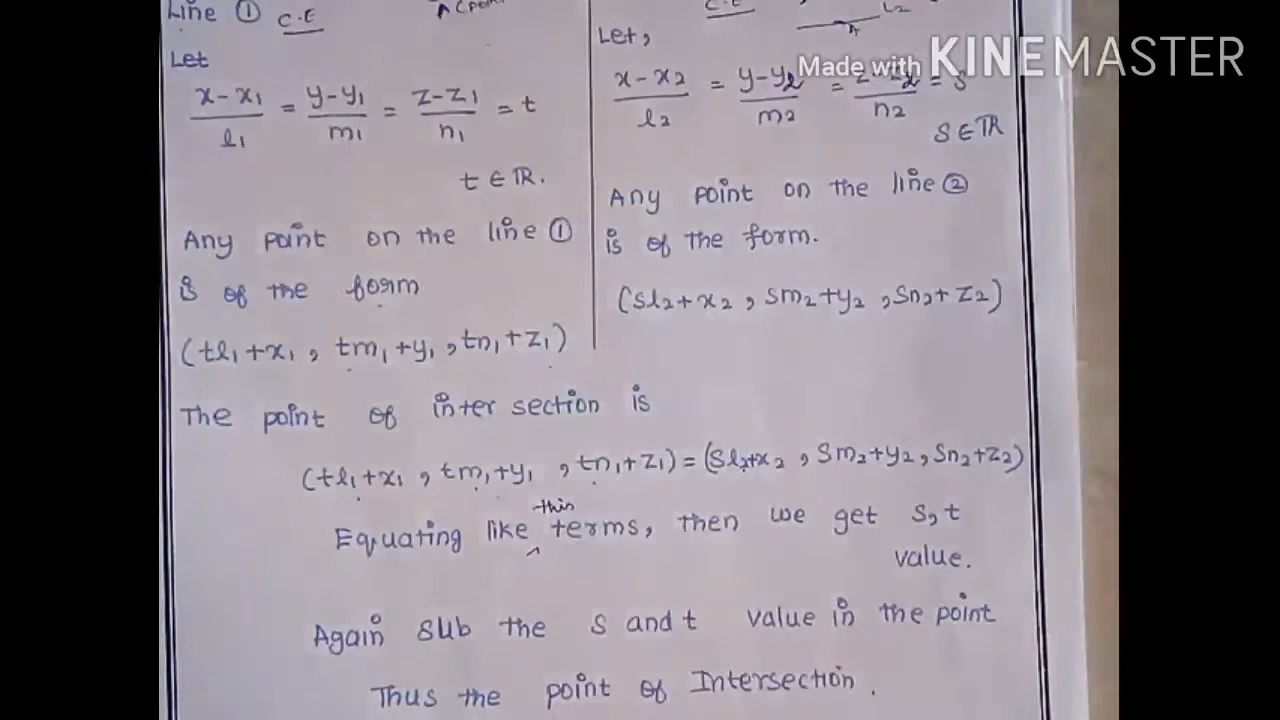 Line ① C.E
Let
x-x₁/l₁ = y-y₁/m₁ = z-z₁/n₁ = t
t ∈ ℝ.
Any point on the line ①
is of the form
(tl₁+x₁, tm₁+y₁, tn₁+z₁)
C.E
L2
Let,
Made with KINEMASTER
x-x₂/l₂ = y-y₂/m₂ = z-z₂/n₂ = s
s ∈ ℝ
Any point on the line ②
is of the form.
(sl₂+x₂, sm₂+y₂, sn₂+z₂)
The point of inter section is
(tl₁+x₁, tm₁+y₁, tn₁+z₁) = (sl₂+x₂, sm₂+y₂, sn₂+z₂)
Equating like this terms, then we get s,t
value.
Again sub the s and t value in the point
Thus the point of Intersection.